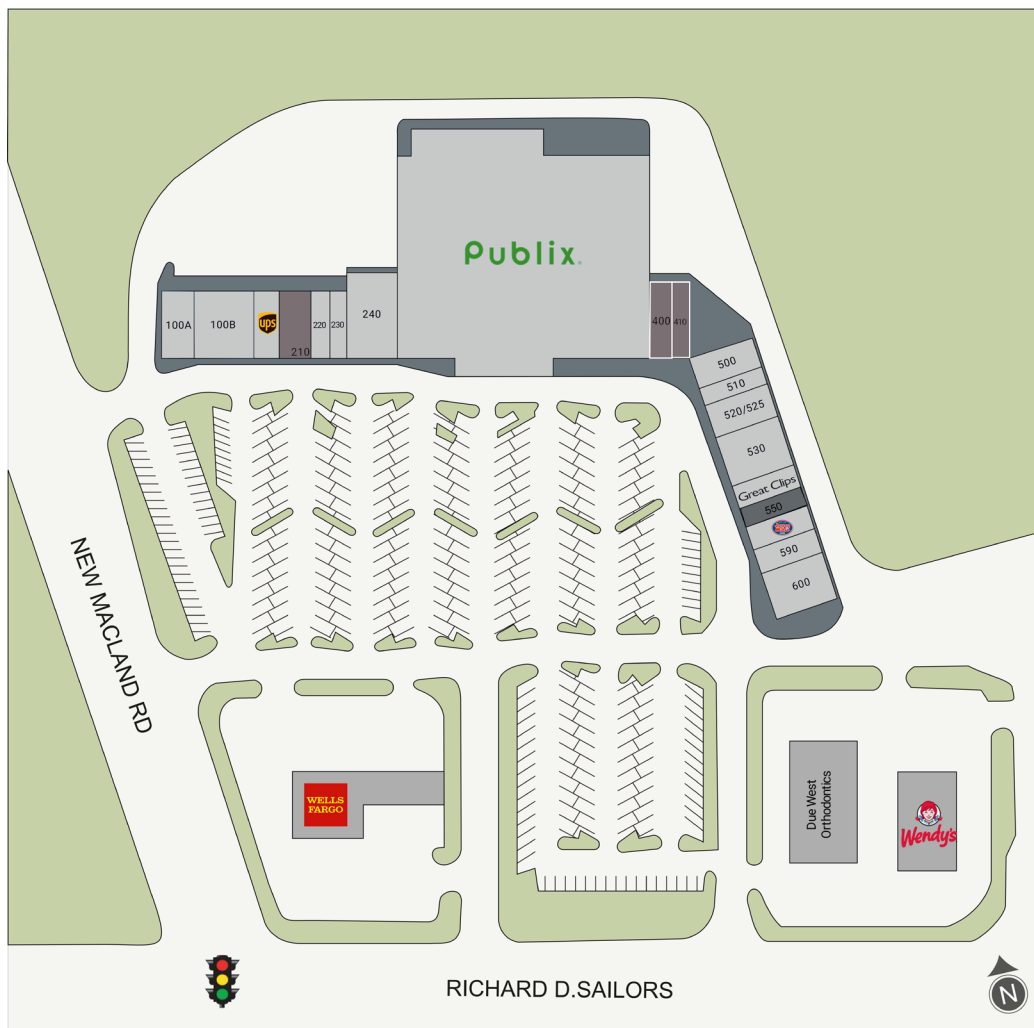 Publix.
100A
100B
ups
210
220
230
240
400
410
500
510
520/525
530
Great Clips
550
590
600
NEW MACLAND RD
WELLS
FARGO
Due West
Orthodontics
Wendy's
RICHARD D.SAILORS
N